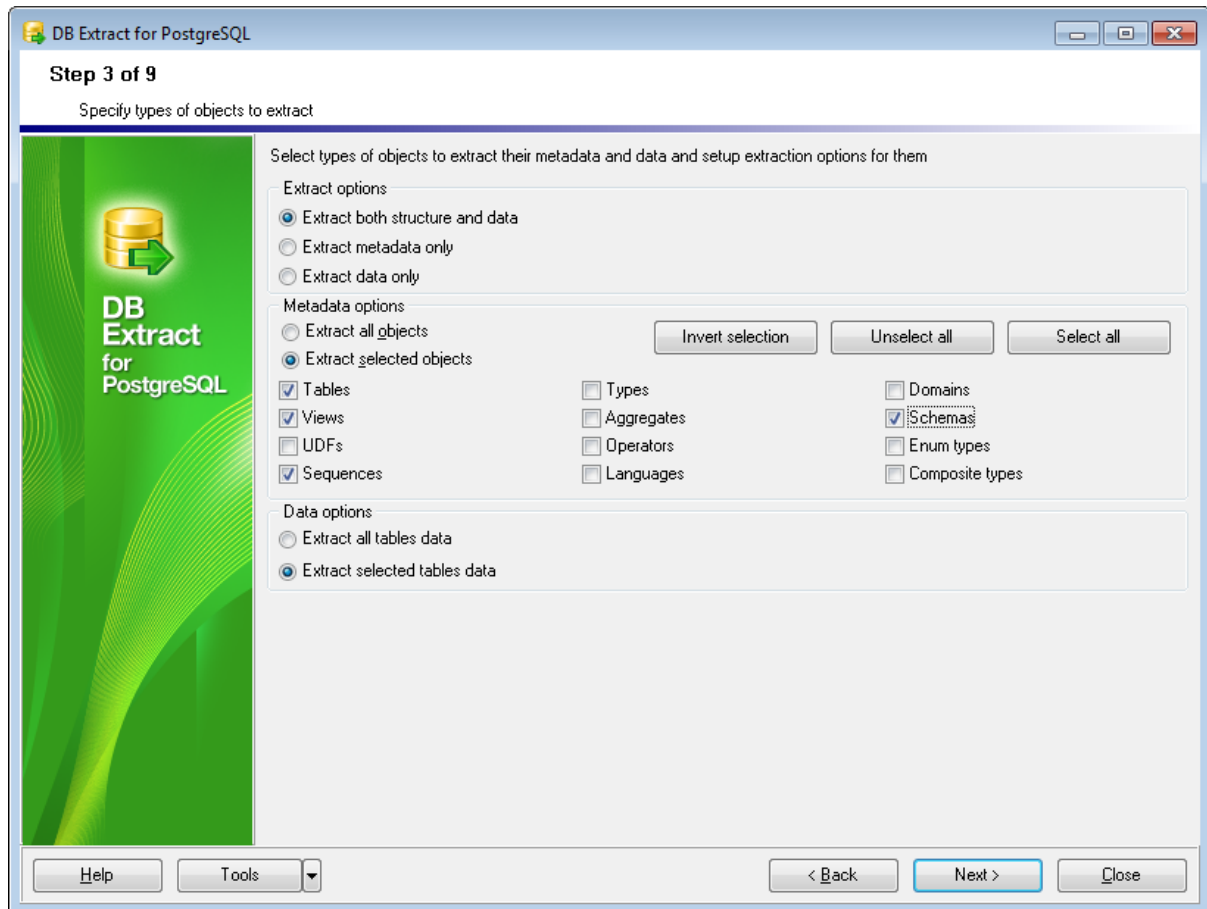 DB Extract for PostgreSQL
Step 3 of 9
Specify types of objects to extract
DB
Extract
for
PostgreSQL
Select types of objects to extract their metadata and data and setup extraction options for them
Extract options
Extract both structure and data
Extract metadata only
Extract data only
Metadata options
Extract all objects
Extract selected objects
Invert selection Unselect all Select all
Tables Types Domains
Views Aggregates Schemas
UDFs Operators Enum types
Sequences Languages Composite types
Data options
Extract all tables data
Extract selected tables data
Help Tools < Back Next > Close